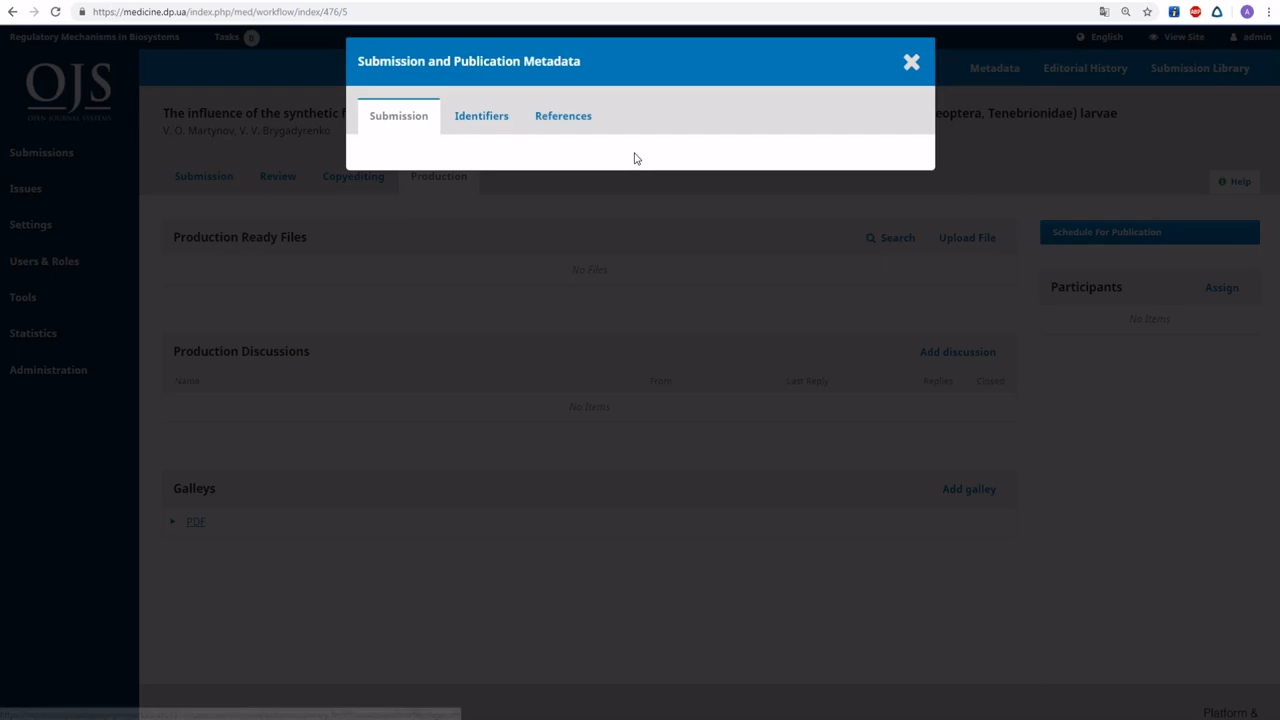 https://medicine.dp.ua/index.php/med/workflow/index/476/5
Regulatory Mechanisms in Biosystems
Tasks 0
English
View Site
admin
Submission and Publication Metadata
Submission
Identifiers
References
OJS
OPEN JOURNAL SYSTEMS
Metadata
Editorial History
Submission Library
The influence of the synthetic f
eoptera, Tenebrionidae) larvae
V. O. Martynov, V. V. Brygadyrenko
Submissions
Issues
Settings
Users & Roles
Tools
Statistics
Administration
Submission
Review
Copyediting
Production
Help
Production Ready Files
Search
Upload File
No Files
Schedule For Publication
Participants
Assign
No Items
Production Discussions
Add discussion
Name
From
Last Reply
Replies
Closed
No Items
Galleys
Add galley
PDF
Platform &